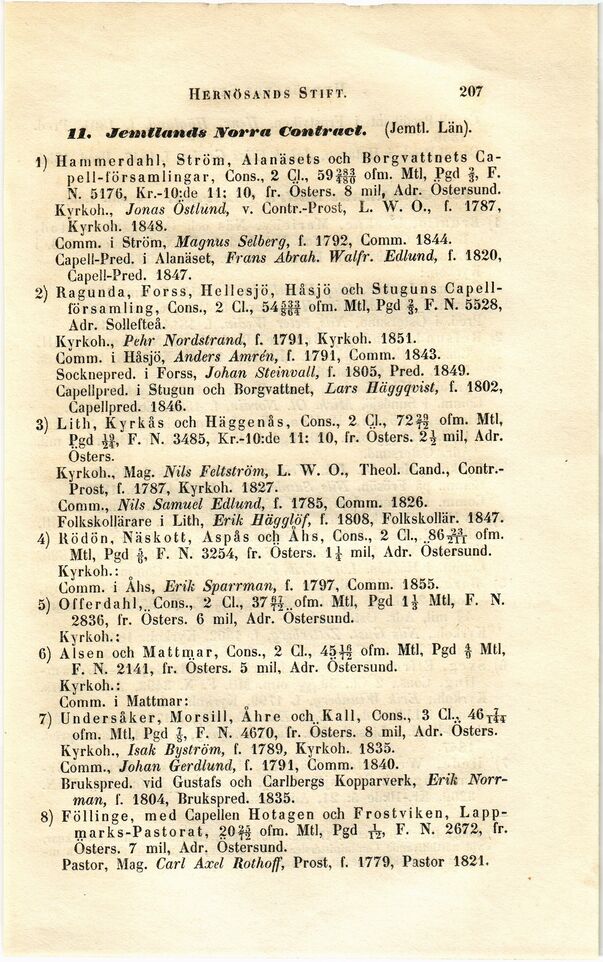 HERNÖSANDS STIFT. 207
11. Jemtlands Norra Contract. (Jemtl. Län).
1) Hammerdahl, Ström, Alanäsets och Borgvattnets Ca-
pell-församlingar, Cons., 2 Cl., 59 283/480 ofm. Mtl, Pgd 2/3, F.
N. 5176, Kr.-10:de 11: 10, fr. Östers. 8 mil, Adr. Östersund.
Kyrkoh., Jonas Östlund, v. Contr.-Prost, L. W. O., f. 1787,
Kyrkoh. 1848.
Comm. i Ström, Magnus Selberg, f. 1792, Comm. 1844.
Capell-Pred. i Alanäset, Frans Abrah. Walfr. Edlund, f. 1820,
Capell-Pred. 1847.
2) Ragunda, Forss, Hellesjö, Håsjö och Stuguns Capell-
församling, Cons., 2 Cl., 54 533/864 ofm. Mtl, Pgd F. N. 5528,
Adr. Sollefteå.
Kyrkoh., Pehr Nordstrand, f. 1791, Kyrkoh. 1851.
Comm. i Håsjö, Anders Amrén, f. 1791, Comm. 1843.
Socknepred. i Forss, Johan Steinvall, f. 1805, Pred. 1849.
Capellpred. i Stugun och Borgvattnet, Lars Häggqvist, f. 1802,
Capellpred. 1846.
3) Lith, Kyrkås och Häggenås, Cons., 2 Cl., 72 ofm. Mtl,
Pgd 19/24, F. N. 3485, Kr.-10:de 11: 10, fr. Östers. 2½ mil, Adr.
Östers.
Kyrkoh., Mag. Nils Feltström, L. W. O., Theol. Cand., Contr.-
Prost, f. 1787, Kyrkoh. 1827.
Comm., Nils Samuel Edlund, f. 1785, Comm. 1826.
Folkskollärare i Lith, Erik Hägglöf, f. 1808, Folkskollär. 1847.
4) Rödön, Näskott, Aspås och Åhs, Cons., 2 Cl., 86 ofm.
Mtl, Pgd F. N. 3254, fr. Östers. mil, Adr. Östersund.
Kyrkoh.:
Comm. i Åhs, Erik Sparrman, f. 1797, Comm. 1855.
5) Offerdahl, Cons., 2 Cl., 37 67/72 ofm. Mtl, Pgd Mtl, F. N.
2836, fr. Östers. 6 mil, Adr. Östersund.
Kyrkoh.:
6) Alsen och Mattmar, Cons., 2 Cl., 45 ofm. Mtl, Pgd Mtl,
F. N. 2141, fr. Östers. 5 mil, Adr. Östersund.
Kyrkoh.:
Comm. i Mattmar:
7) Undersåker, Morsill, Åhre och Kall, Cons., 3 Cl., 46 7/144
ofm. Mtl, Pgd 7/8, F. N. 4670, fr. Östers. 8 mil, Adr. Östers.
Kyrkoh., Isak Byström, f. 1789, Kyrkoh. 1835.
Comm., Johan Gerdlund, f. 1791, Comm. 1840.
Brukspred. vid Gustafs och Carlbergs Kopparverk, Erik Norr-
man, f. 1804, Brukspred. 1835.
8) Föllinge, med Capellen Hotagen och Frostviken, Lapp-
marks-Pastorat, 20 ofm. Mtl, Pgd 1/12, F. N. 2672, fr.
Östers. 7 mil, Adr. Östersund.
Pastor, Mag. Carl Axel Rothoff, Prost, f. 1779, Pastor 1821.